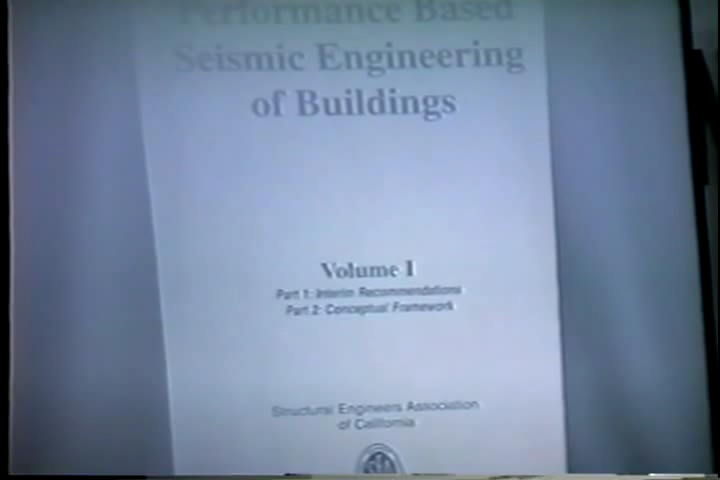 Performance Based
Seismic Engineering
of Buildings
Volume I
Part 1: Interim Recommendations
Part 2: Conceptual Framework
Structural Engineers Association
of California